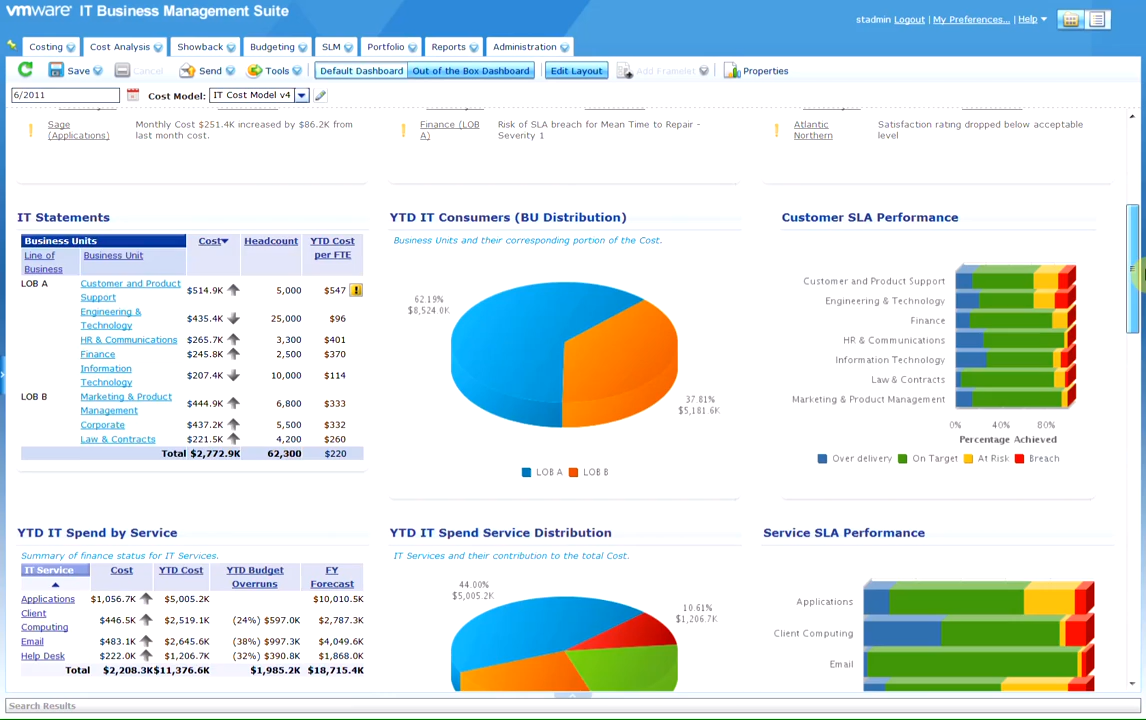 vmware IT Business Management Suite
stadmin Logout | My Preferences... | Help
Costing Cost Analysis Showback Budgeting SLM Portfolio Reports Administration
Save Cancel Send Tools Default Dashboard Out of the Box Dashboard Edit Layout Add Framelet Properties
6/2011 Cost Model: IT Cost Model v4
Sage (Applications)
Monthly Cost $251.4K increased by $86.2K from last month cost.
Finance (LOB A)
Risk of SLA breach for Mean Time to Repair - Severity 1
Atlantic Northern
Satisfaction rating dropped below acceptable level
IT Statements
Business Units Cost Headcount YTD Cost per FTE
Line of Business Business Unit
LOB A Customer and Product Support $514.9K 5,000 $547
Engineering & Technology $435.4K 25,000 $96
HR & Communications $265.7K 3,300 $401
Finance $245.8K 2,500 $370
Information Technology $207.4K 10,000 $114
LOB B Marketing & Product Management $444.9K 6,800 $333
Corporate $437.2K 5,500 $332
Law & Contracts $221.5K 4,200 $260
Total $2,772.9K 62,300 $220
YTD IT Consumers (BU Distribution)
Business Units and their corresponding portion of the Cost.
62.19%
$8,524.0K
37.81%
$5,181.6K
LOB A LOB B
Customer SLA Performance
Customer and Product Support
Engineering & Technology
Finance
HR & Communications
Information Technology
Law & Contracts
Marketing & Product Management
0% 40% 80%
Percentage Achieved
Over delivery On Target At Risk Breach
YTD IT Spend by Service
Summary of finance status for IT Services.
IT Service Cost YTD Cost YTD Budget Overruns FY Forecast
Applications $1,056.7K $5,005.2K $10,010.5K
Client Computing $446.5K $2,519.1K (24%) $597.0K $2,787.3K
Email $483.1K $2,645.6K (38%) $997.3K $4,049.6K
Help Desk $222.0K $1,206.7K (32%) $390.8K $1,868.0K
Total $2,208.3K $11,376.6K $1,985.2K $18,715.4K
YTD IT Spend Service Distribution
IT Services and their contribution to the total Cost.
44.00%
$5,005.2K
10.61%
$1,206.7K
Service SLA Performance
Applications
Client Computing
Email
Search Results